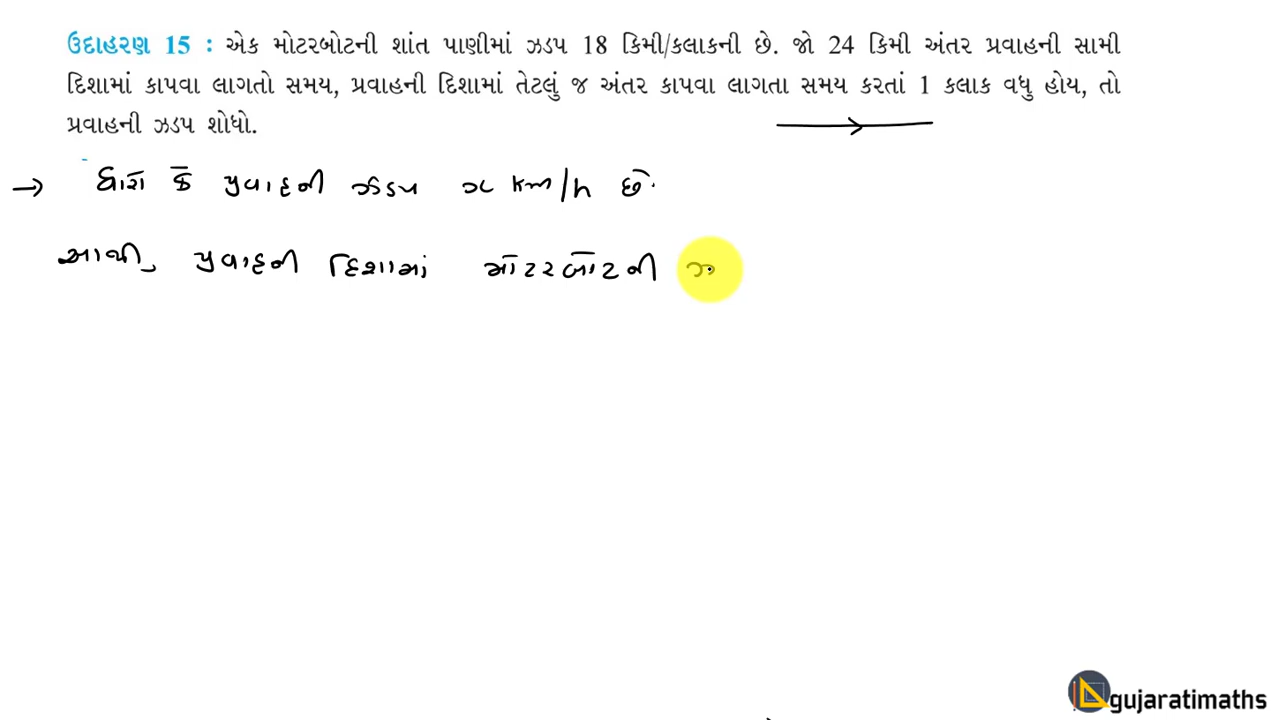 ઉદાહરણ 15 : એક મોટરબોટની શાંત પાણીમાં ઝડપ 18 કિમી/કલાકની છે. જો 24 કિમી અંતર પ્રવાહની સામી
દિશામાં કાપવા લાગતો સમય, પ્રવાહની દિશામાં તેટલું જ અંતર કાપવા લાગતા સમય કરતાં 1 કલાક વધુ હોય, તો
પ્રવાહની ઝડપ શોધો.
→ ધારો કે પ્રવાહની ઝડપ x km/h છે.
આથી, પ્રવાહની દિશામાં મોટરબોટની ઝ
gujaratimaths